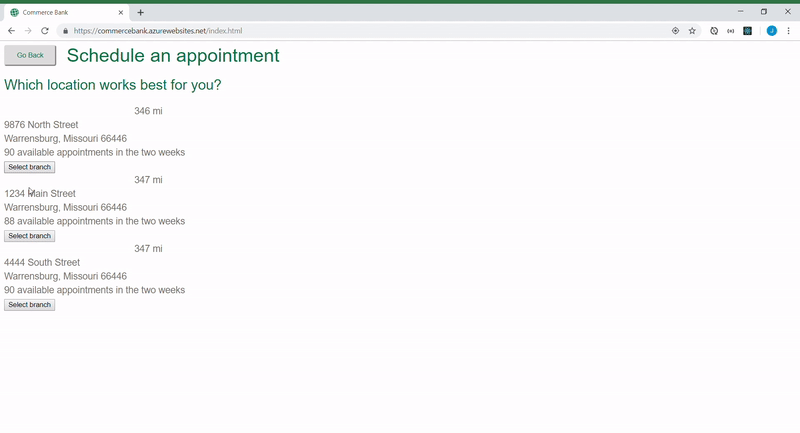 Commerce Bank
https://commercebank.azurewebsites.net/index.html
J
Go Back
Schedule an appointment
Which location works best for you?
346 mi
9876 North Street
Warrensburg, Missouri 66446
90 available appointments in the two weeks
Select branch
347 mi
1234 Main Street
Warrensburg, Missouri 66446
88 available appointments in the two weeks
Select branch
347 mi
4444 South Street
Warrensburg, Missouri 66446
90 available appointments in the two weeks
Select branch